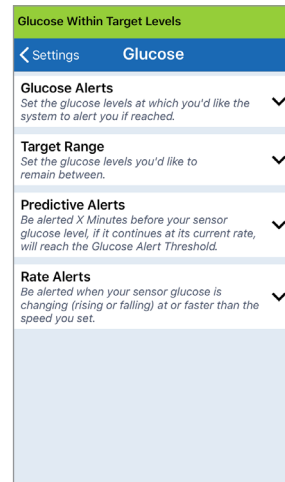 Glucose Within Target Levels
Settings
Glucose
Glucose Alerts
Set the glucose levels at which you'd like the
system to alert you if reached.
Target Range
Set the glucose levels you'd like to
remain between.
Predictive Alerts
Be alerted X Minutes before your sensor
glucose level, if it continues at its current rate,
will reach the Glucose Alert Threshold.
Rate Alerts
Be alerted when your sensor glucose is
changing (rising or falling) at or faster than the
speed you set.